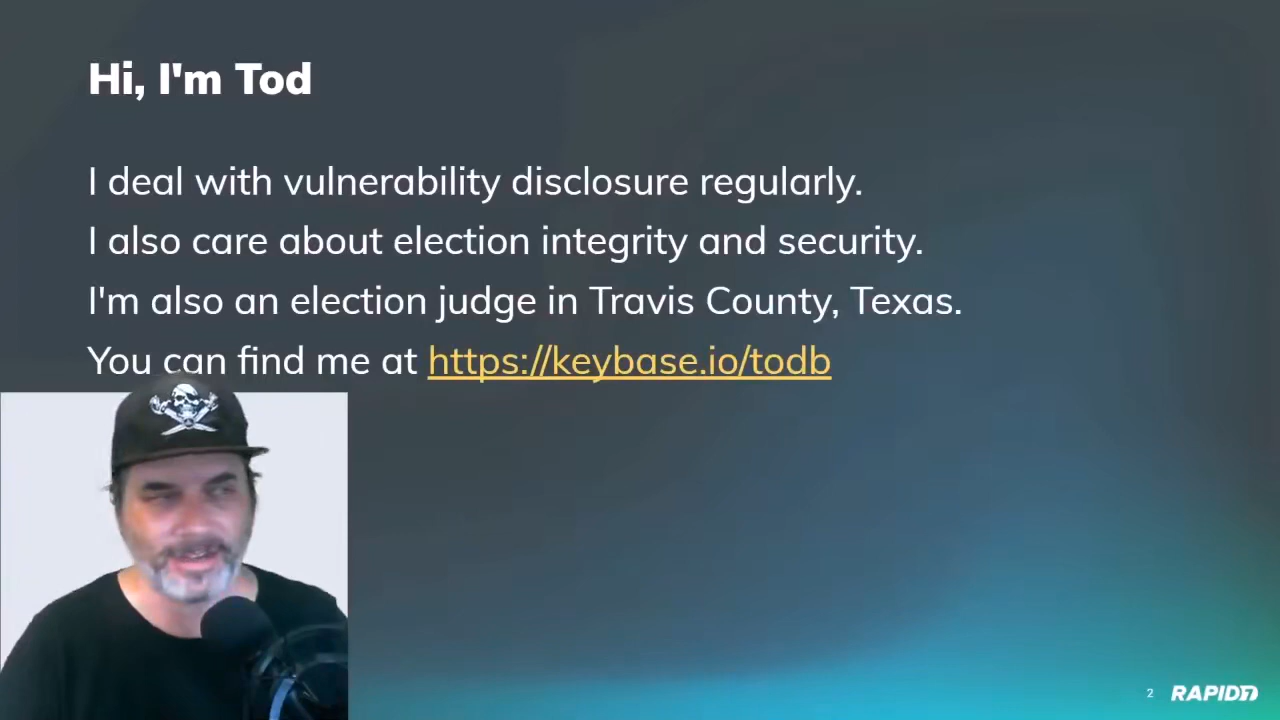 Hi, I'm Tod
I deal with vulnerability disclosure regularly.
I also care about election integrity and security.
I'm also an election judge in Travis County, Texas.
You can find me at https://keybase.io/todb
2 RAPID7